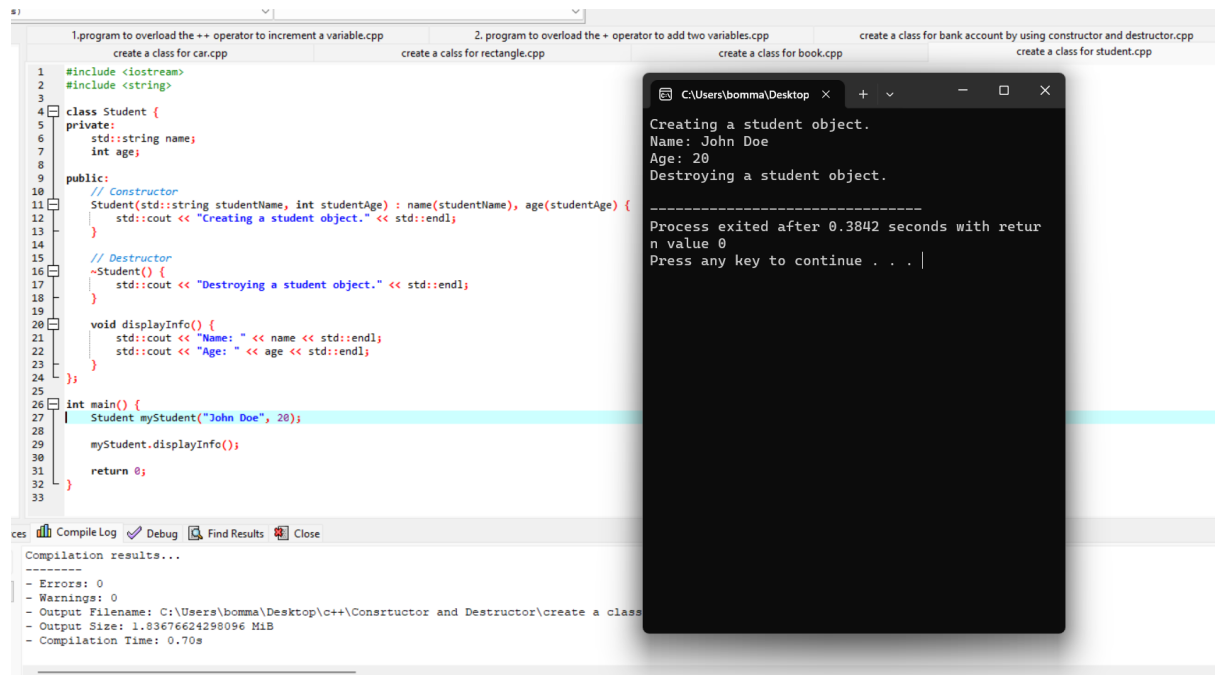 s)
1.program to overload the ++ operator to increment a variable.cpp 2. program to overload the + operator to add two variables.cpp create a class for bank account by using conructor and destructor.cpp
create a class for car.cpp create a calss for rectangle.cpp create a class for book.cpp create a class for student.cpp
1 #include <iostream>
2 #include <string>
3
4 class Student {
5 private:
6     std::string name;
7     int age;
8
9 public:
10     // Constructor
11     Student(std::string studentName, int studentAge) : name(studentName), age(studentAge) {
12         std::cout << "Creating a student object." << std::endl;
13     }
14
15     // Destructor
16     ~Student() {
17         std::cout << "Destroying a student object." << std::endl;
18     }
19
20     void displayInfo() {
21         std::cout << "Name: " << name << std::endl;
22         std::cout << "Age: " << age << std::endl;
23     }
24 };
25
26 int main() {
27     Student myStudent("John Doe", 20);
28
29     myStudent.displayInfo();
30
31     return 0;
32 }
33
C:\Users\bomma\Desktop
Creating a student object.
Name: John Doe
Age: 20
Destroying a student object.
--------------------------------
Process exited after 0.3842 seconds with retur
n value 0
Press any key to continue . . .
ces Compile Log Debug Find Results Close
Compilation results...
--------
- Errors: 0
- Warnings: 0
- Output Filename: C:\Users\bomma\Desktop\c++\Consrtuctor and Destructor\create a class
- Output Size: 1.83676624298096 MiB
- Compilation Time: 0.70s